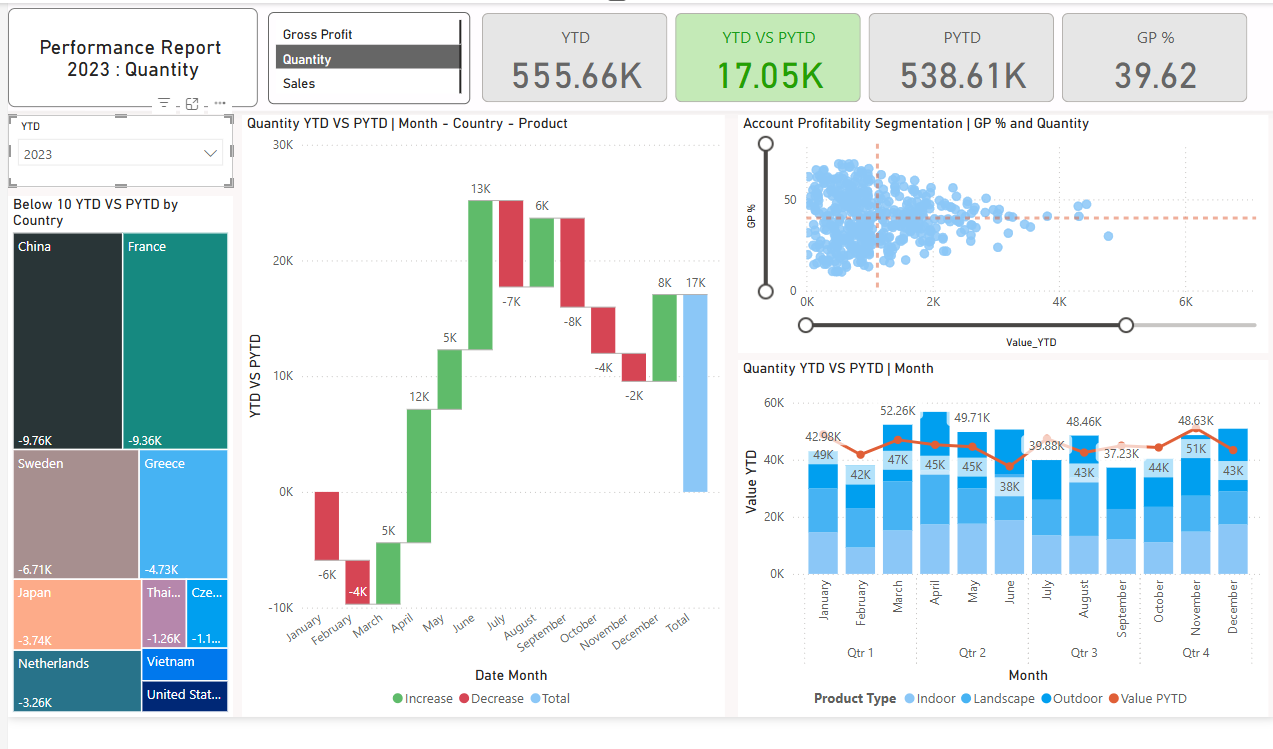 Performance Report
2023 : Quantity
Gross Profit
Quantity
Sales
YTD
555.66K
YTD VS PYTD
17.05K
PYTD
538.61K
GP %
39.62
YTD
2023
Below 10 YTD VS PYTD by
Country
China
-9.76K
France
-9.36K
Sweden
-6.71K
Greece
-4.73K
Japan
-3.74K
Thai...
-1.26K
Cze...
-1.1...
Netherlands
-3.26K
Vietnam
United Stat...
Quantity YTD VS PYTD | Month - Country - Product
YTD VS PYTD
30K
20K
10K
0K
-10K
-6K
-4K
5K
12K
5K
13K
-7K
6K
-8K
-4K
-2K
8K
17K
January
February
March
April
May
June
July
August
September
October
November
December
Total
Date Month
Increase
Decrease
Total
Account Profitability Segmentation | GP % and Quantity
GP %
50
0
0K
2K
4K
6K
Value_YTD
Quantity YTD VS PYTD | Month
Value YTD
60K
40K
20K
0K
42.98K
52.26K
49.71K
39.88K
48.46K
37.23K
48.63K
49K
42K
47K
45K
45K
38K
43K
44K
51K
43K
January
February
March
April
May
June
July
August
September
October
November
December
Qtr 1
Qtr 2
Qtr 3
Qtr 4
Month
Product Type
Indoor
Landscape
Outdoor
Value PYTD